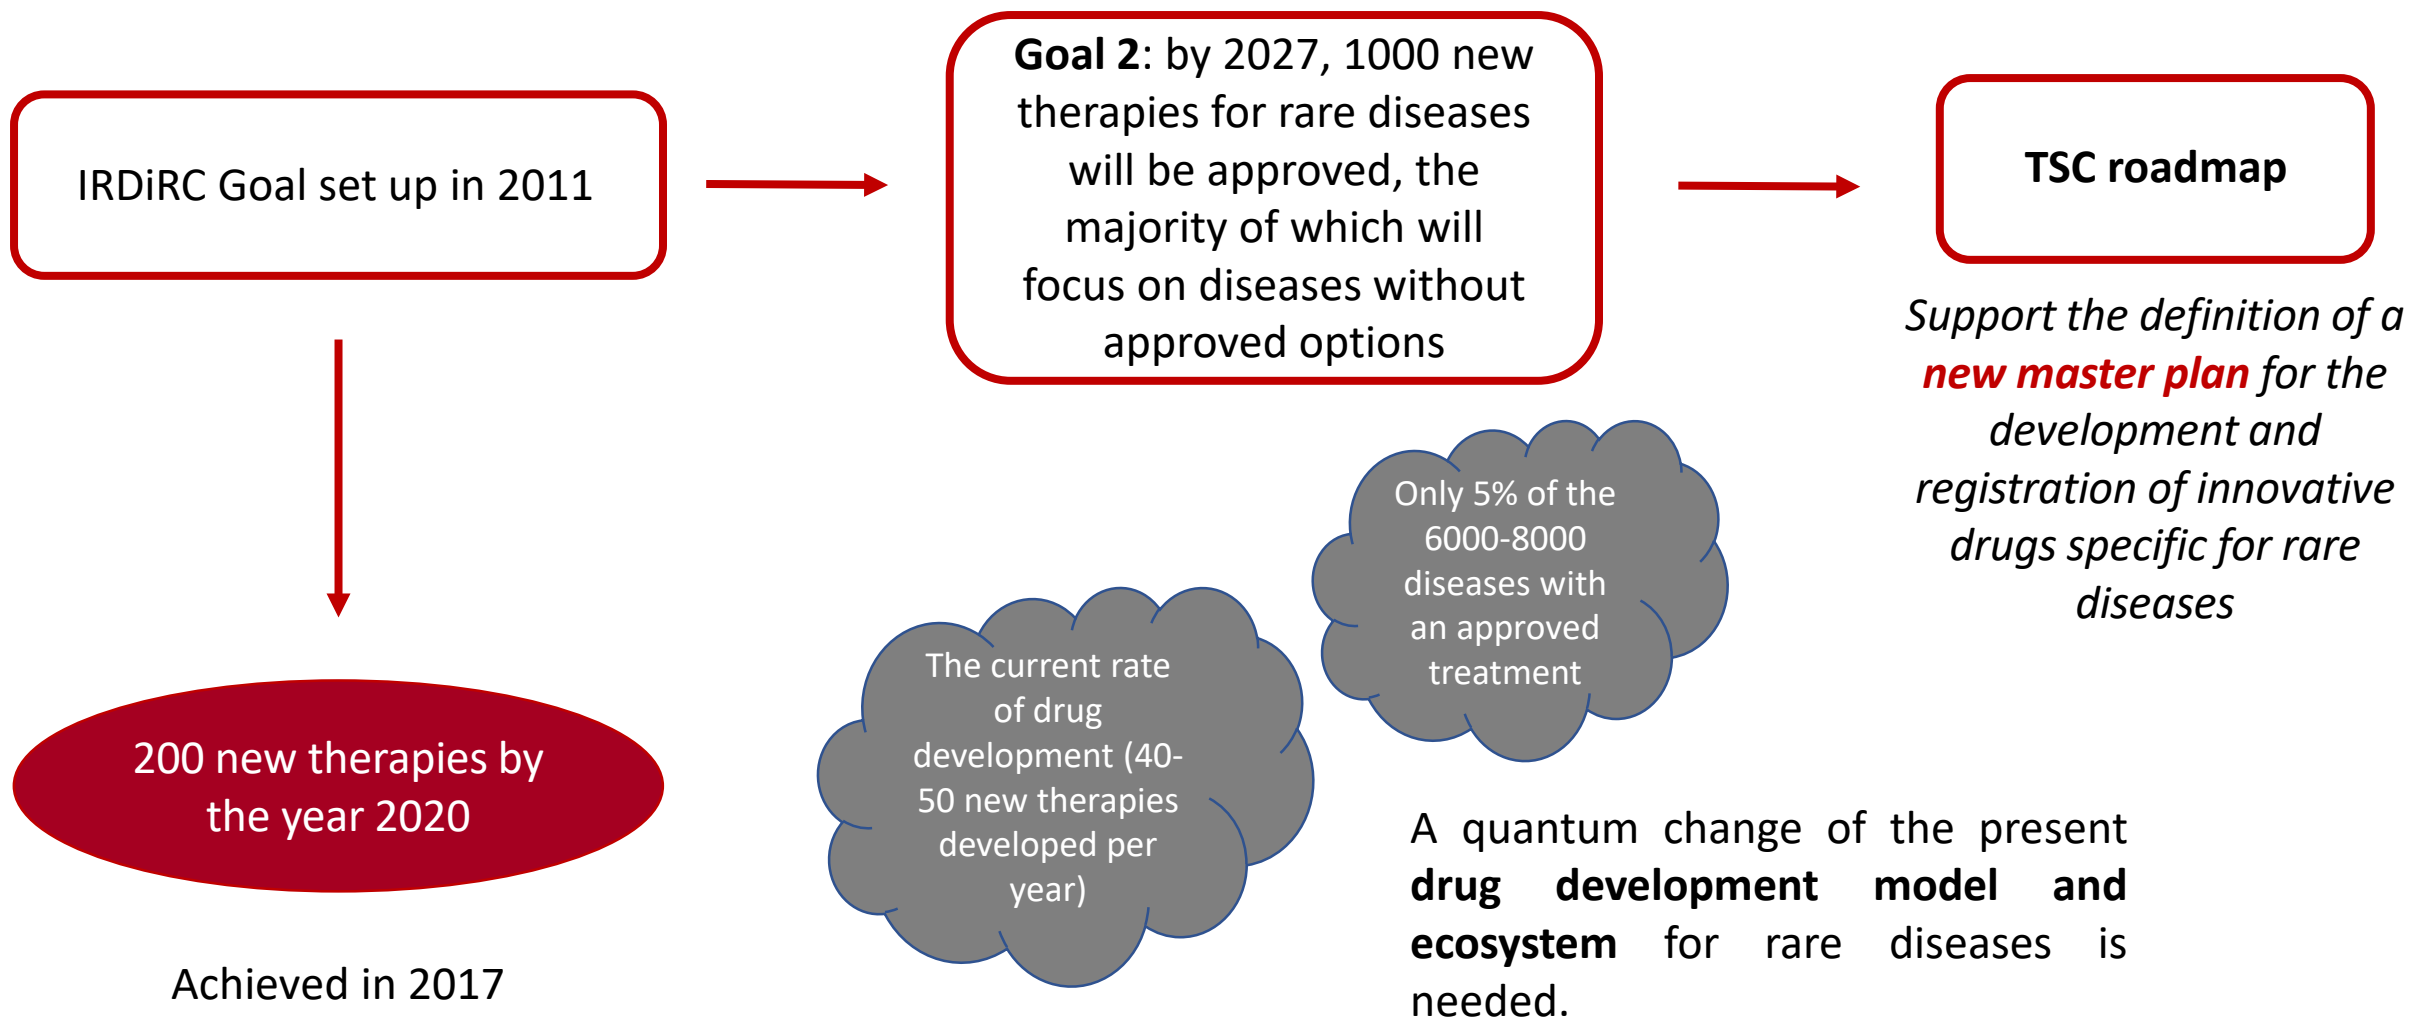 IRDiRC Goal set up in 2011
200 new therapies by
the year 2020
Achieved in 2017
Goal 2: by 2027, 1000 new
therapies for rare diseases
will be approved, the
majority of which will
focus on diseases without
approved options
TSC roadmap
Support the definition of a
new master plan for the
development and
registration of innovative
drugs specific for rare
diseases
The current rate
of drug
development (40-
50 new therapies
developed per
year)
Only 5% of the
6000-8000
diseases with
an approved
treatment
A quantum change of the present
drug development model and
ecosystem for rare diseases is
needed.